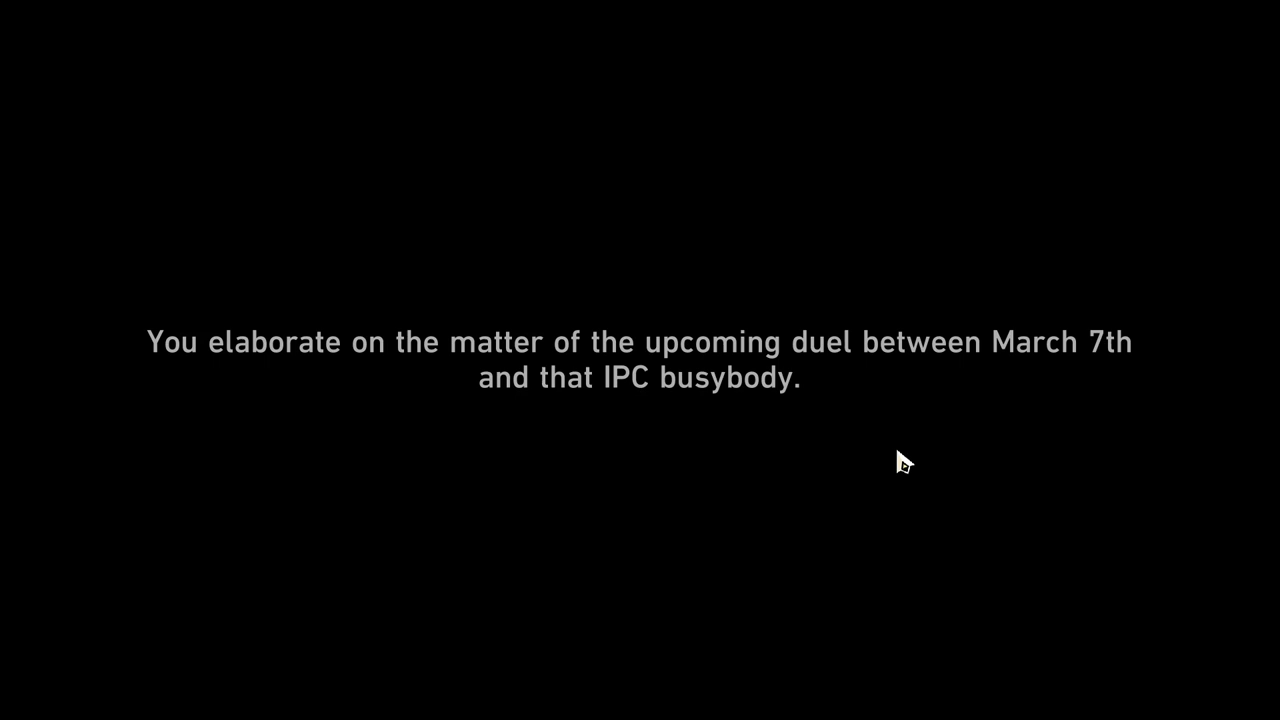 You elaborate on the matter of the upcoming duel between March 7th
and that IPC busybody.